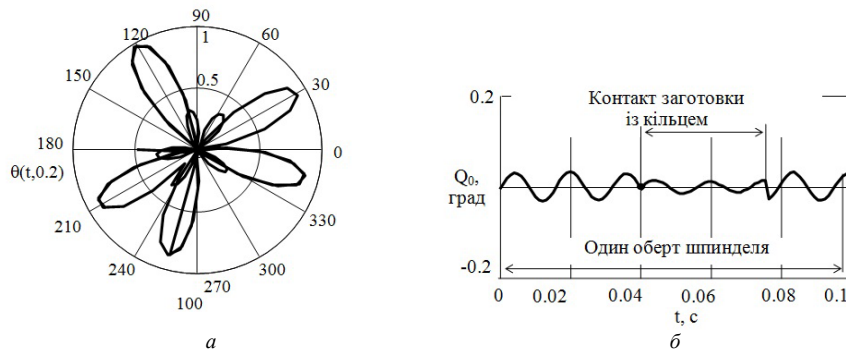 90
120
1
60
150
0.5
30
180
0
θ(t,0.2)
210
330
240
300
270
100
а
0.2
Контакт заготовки
із кільцем
Q₀,
град
Один оберт шпинделя
-0.2
0 0.02 0.04 0.06 0.08 0.1
t, с
б